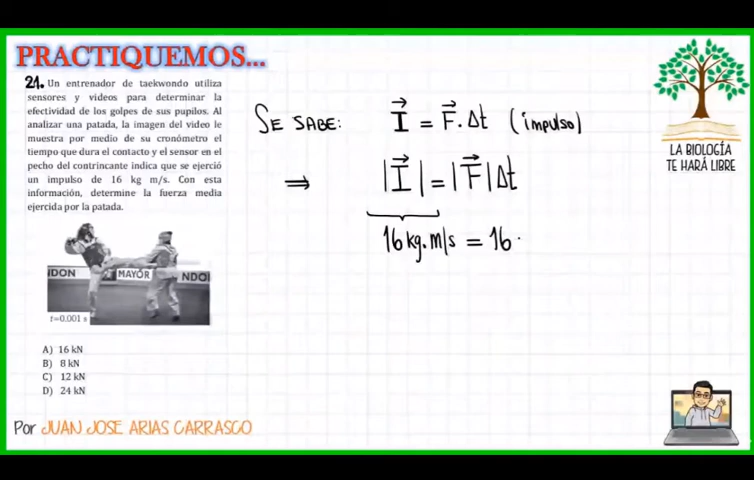 PRACTIQUEMOS...
21. Un entrenador de taekwondo utiliza
sensores y videos para determinar la
efectividad de los golpes de sus pupilos. Al
analizar una patada, la imagen del video le
muestra por medio de su cronómetro el
tiempo que dura el contacto y el sensor en el
pecho del contrincante indica que se ejerció
un impulso de 16 kg m/s. Con esta
información, determine la fuerza media
ejercida por la patada.
IDON MAYÓR NDOI
t=0.001 s
A) 16 kN
B) 8 kN
C) 12 kN
D) 24 kN
Por JUAN JOSE ARIAS CARRASCO
SE SABE: I⃗ = F⃗. Δt (impulso)
⇒ |I⃗| = |F⃗| Δt
16 kg. m/s = 16 ·
LA BIOLOGÍA
TE HARÁ LIBRE